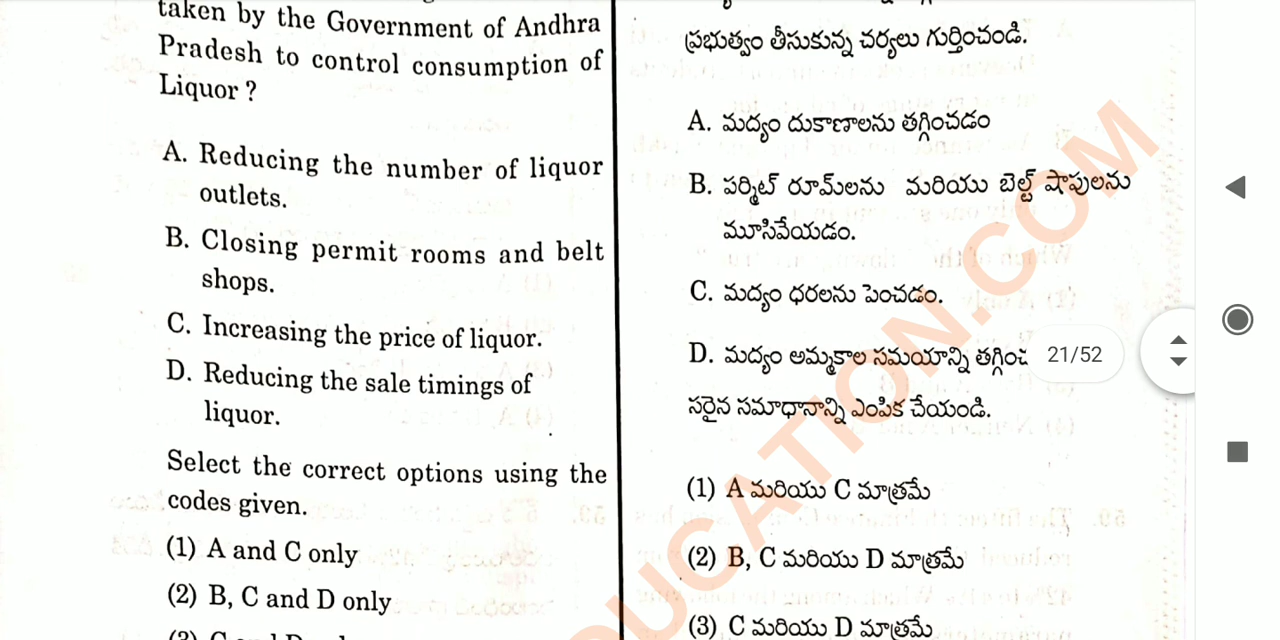 taken by the Government of Andhra
Pradesh to control consumption of
Liquor ?
A. Reducing the number of liquor
outlets.
B. Closing permit rooms and belt
shops.
C. Increasing the price of liquor.
D. Reducing the sale timings of
liquor.
Select the correct options using the
codes given.
(1) A and C only
(2) B, C and D only
ప్రభుత్వం తీసుకున్న చర్యలు గుర్తించండి.
A. మద్యం దుకాణాలను తగ్గించడం
B. పర్మిట్ రూమ్‌లను మరియు బెల్ట్ షాపులను
మూసివేయడం.
C. మద్యం ధరలను పెంచడం.
D. మద్యం అమ్మకాల సమయాన్ని
సరైన సమాధానాన్ని ఎంపిక చేయండి.
(1) A మరియు C మాత్రమే
(2) B, C మరియు D మాత్రమే
(3) C మరియు D మాత్రమే
21/52
DUCATION.COM